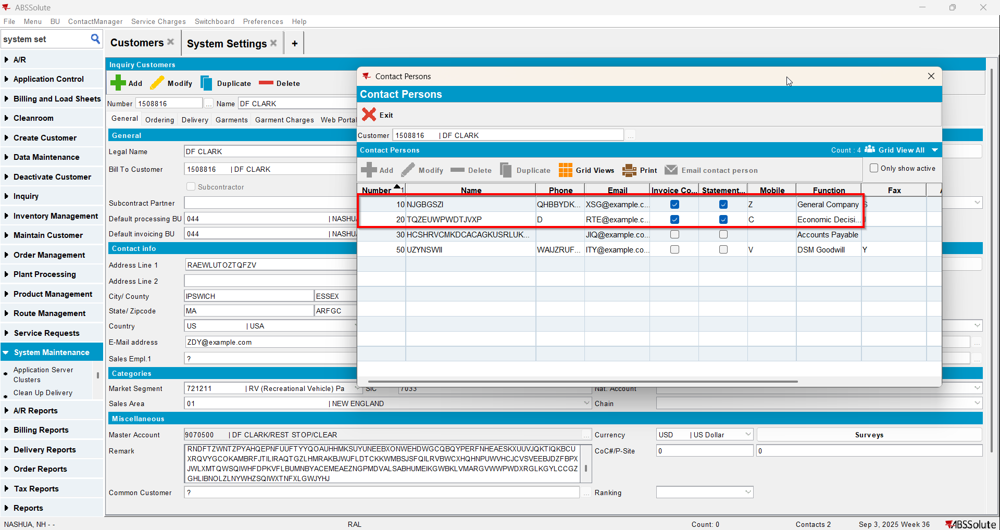 ABSSolute
File Menu BU ContactManager Service Charges Switchboard Preferences Help
system set
Customers System Settings +
A/R
Application Control
Billing and Load Sheets
Cleanroom
Create Customer
Data Maintenance
Deactivate Customer
Inquiry
Inventory Management
Maintain Customer
Order Management
Plant Processing
Product Management
Route Management
Service Requests
System Maintenance
Application Server
Clusters
Clean Up Delivery
A/R Reports
Billing Reports
Delivery Reports
Order Reports
Tax Reports
Reports
Inquiry Customers
Add Modify Duplicate Delete
Number 1508816 ... Name DF CLARK
General Ordering Delivery Garments Garment Charges Web Portal
General
Legal Name DF CLARK
Bill To Customer 1508816 | DF CLARK
Subcontractor
Subcontract Partner
Default processing BU 044 | NASHU
Default invoicing BU 044 | NASHU
Contact info
Address Line 1 RAEWLUTOZTQFZV
Address Line 2
City/ County IPSWICH ESSEX
State/ Zipcode MA ARFGC
Country US | USA
E-Mail address ZDY@example.com
Sales Empl.1 ?
Categories
Market Segment 721211 | RV (Recreational Vehicle) Pa SIC 7033 Nat. Account
Sales Area 01 | NEW ENGLAND Chain
Miscellaneous
Master Account 9070500 | DF CLARK/REST STOP/CLEAR ... Currency USD | US Dollar Surveys
Remark CoC#/P-Site 0 0
RNDFTZWNTZPYAHQEPNFUUFTYYQOAUHHMKSUYUNEEBXONWEHDWGCQBQYPERFNHEAESKXUUVJQKTIQKBCU
XRQVYGCOKAMBRFJTILIRAQTGZLHMRAKBJWJFLDTCKKWMBSJSFQILRVBWCXHQHNPUWVHCJCVSVEEBJDZFBPX
JWLXMTQWSQIWHFDPKVFLBUMNBYACEMEAEZNGPMDVALSABHUMEIKGWBKLVMARGVWWPWDXRGLKGYLCCGZ
GHLIBNOLZLNYWHZSQIWXTNFXLGWJYHJ
Common Customer ? ... Ranking
Contact Persons
Contact Persons
Exit
Customer 1508816 | DF CLARK ...
Contact Persons Count : 4 Grid View All
Add Modify Delete Duplicate Grid Views Print Email contact person Only show active
Number 1 Name Phone Email Invoice Co... Statement... Mobile Function Fax
10 NJGBGSZI QHBBYDK... XSG@example.c... Z General Company S
20 TQZEUWPWDTJVXP D RTE@example.c... C Economic Decisi...
30 HCSHRVCMKDCACAGKUSRLUK... JIQ@example.co... Accounts Payable
50 UZYNSWII WAIJZRUF... ITY@example.co... V DSM Goodwill Y
NASHUA, NH - - RAL Count: 0 Contacts 2 Sep 3, 2025 Week 36 ABSSolute